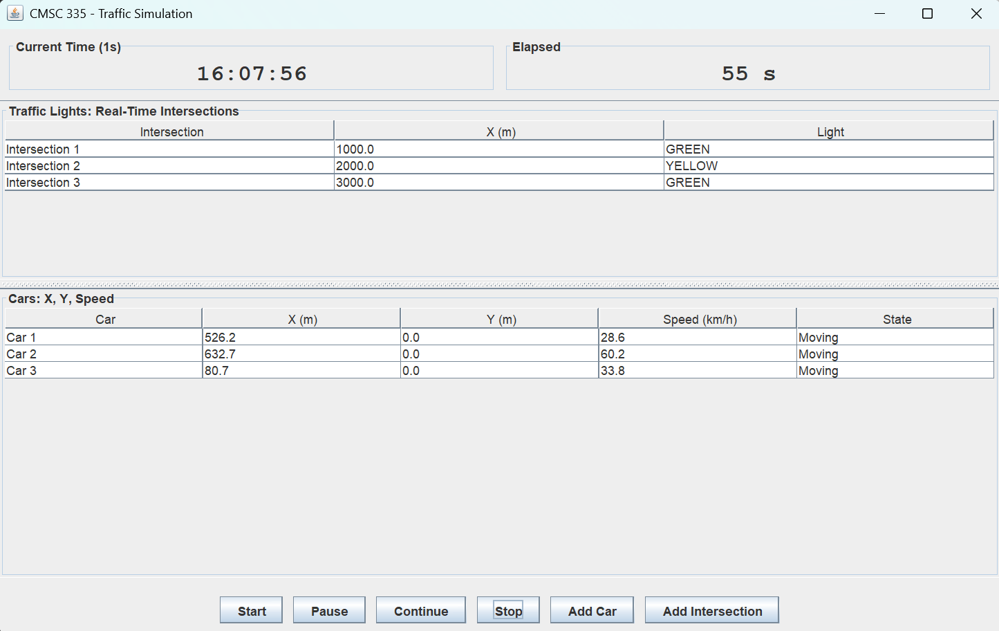 CMSC 335 - Traffic Simulation
Current Time (1s) Elapsed
16:07:56 55 s
Traffic Lights: Real-Time Intersections
Intersection X (m) Light
Intersection 1 1000.0 GREEN
Intersection 2 2000.0 YELLOW
Intersection 3 3000.0 GREEN
Cars: X, Y, Speed
Car X (m) Y (m) Speed (km/h) State
Car 1 526.2 0.0 28.6 Moving
Car 2 632.7 0.0 60.2 Moving
Car 3 80.7 0.0 33.8 Moving
Start Pause Continue Stop Add Car Add Intersection